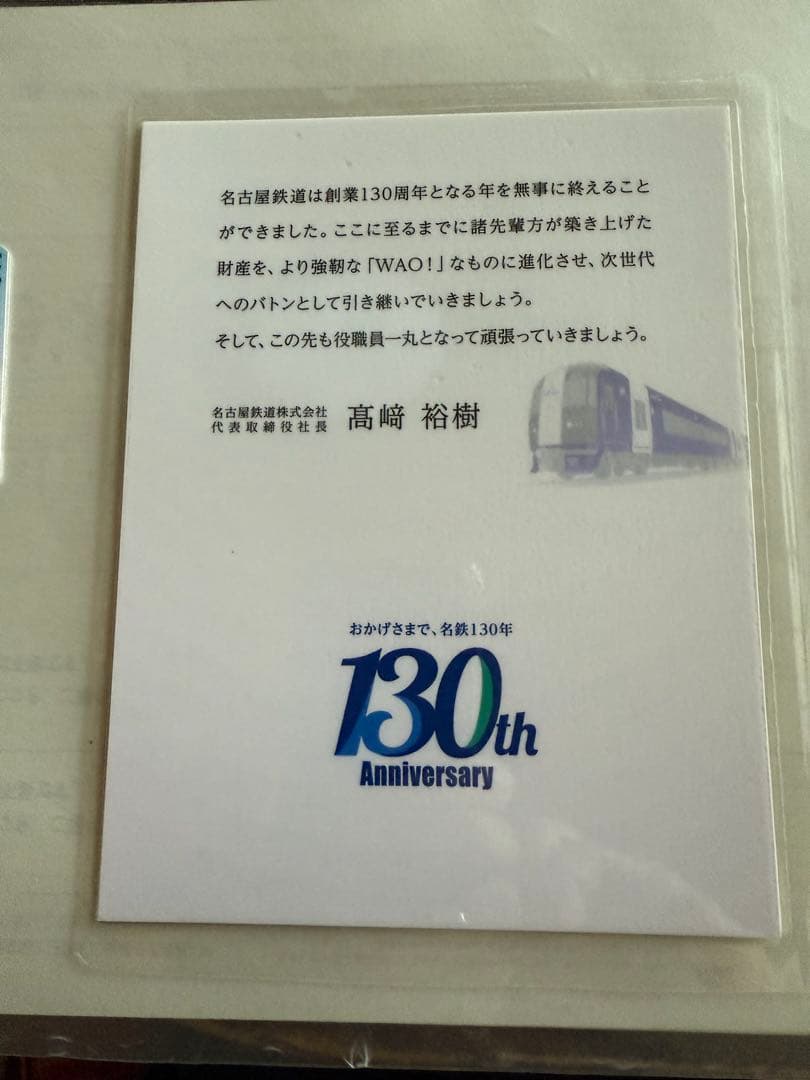 名古屋鉄道は創業130周年となる年を無事に終えること
ができました。ここに至るまでに諸先輩方が築き上げた
財産を、より強靭な「WAO!」なものに進化させ、次世代
へのバトンとして引き継いでいきましょう。
そして、この先も役職員一丸となって頑張っていきましょう。
名古屋鉄道株式会社
代表取締役社長
髙﨑 裕樹
おかげさまで、名鉄130年
130th
Anniversary